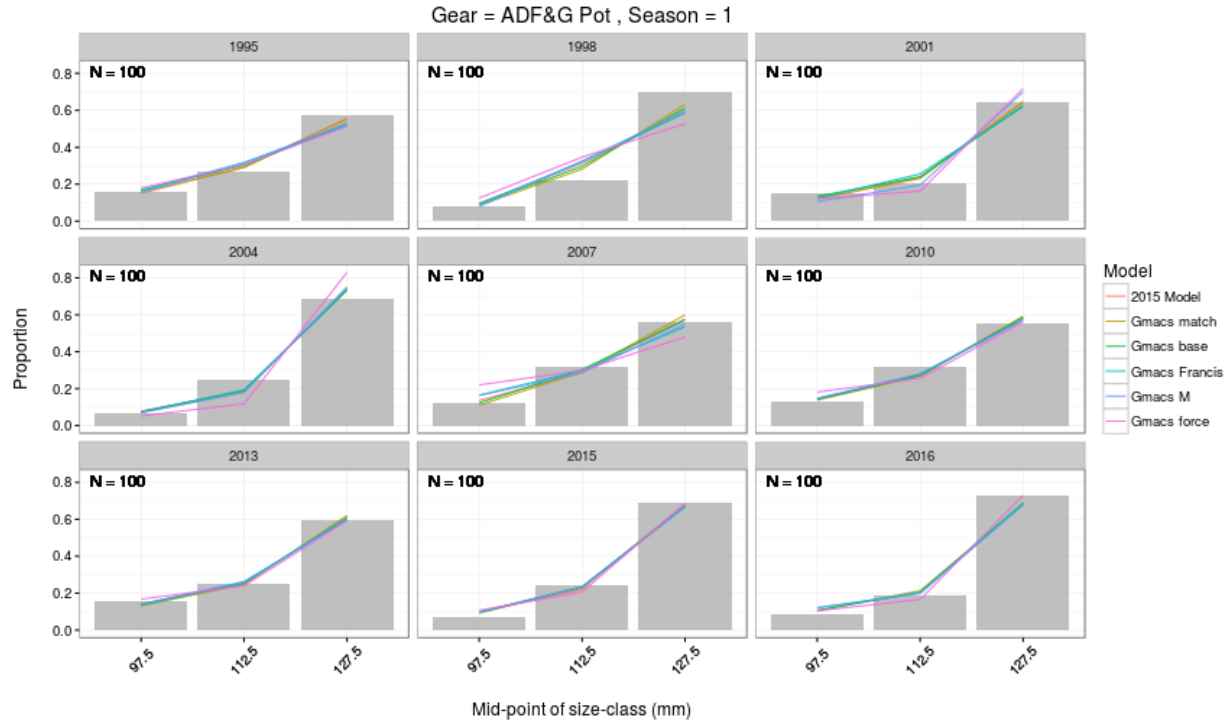 Gear = ADF&G Pot , Season = 1
1995 1998 2001
N = 100 N = 100 N = 100
0.8
0.6
0.4
0.2
0.0
2004 2007 2010
N = 100 N = 100 N = 100
0.8
0.6
0.4
0.2
0.0
2013 2015 2016
N = 100 N = 100 N = 100
0.8
0.6
0.4
0.2
0.0
97.5 112.5 127.5 97.5 112.5 127.5 97.5 112.5 127.5
Proportion
Mid-point of size-class (mm)
Model
2015 Model
Gmacs match
Gmacs base
Gmacs Francis
Gmacs M
Gmacs force